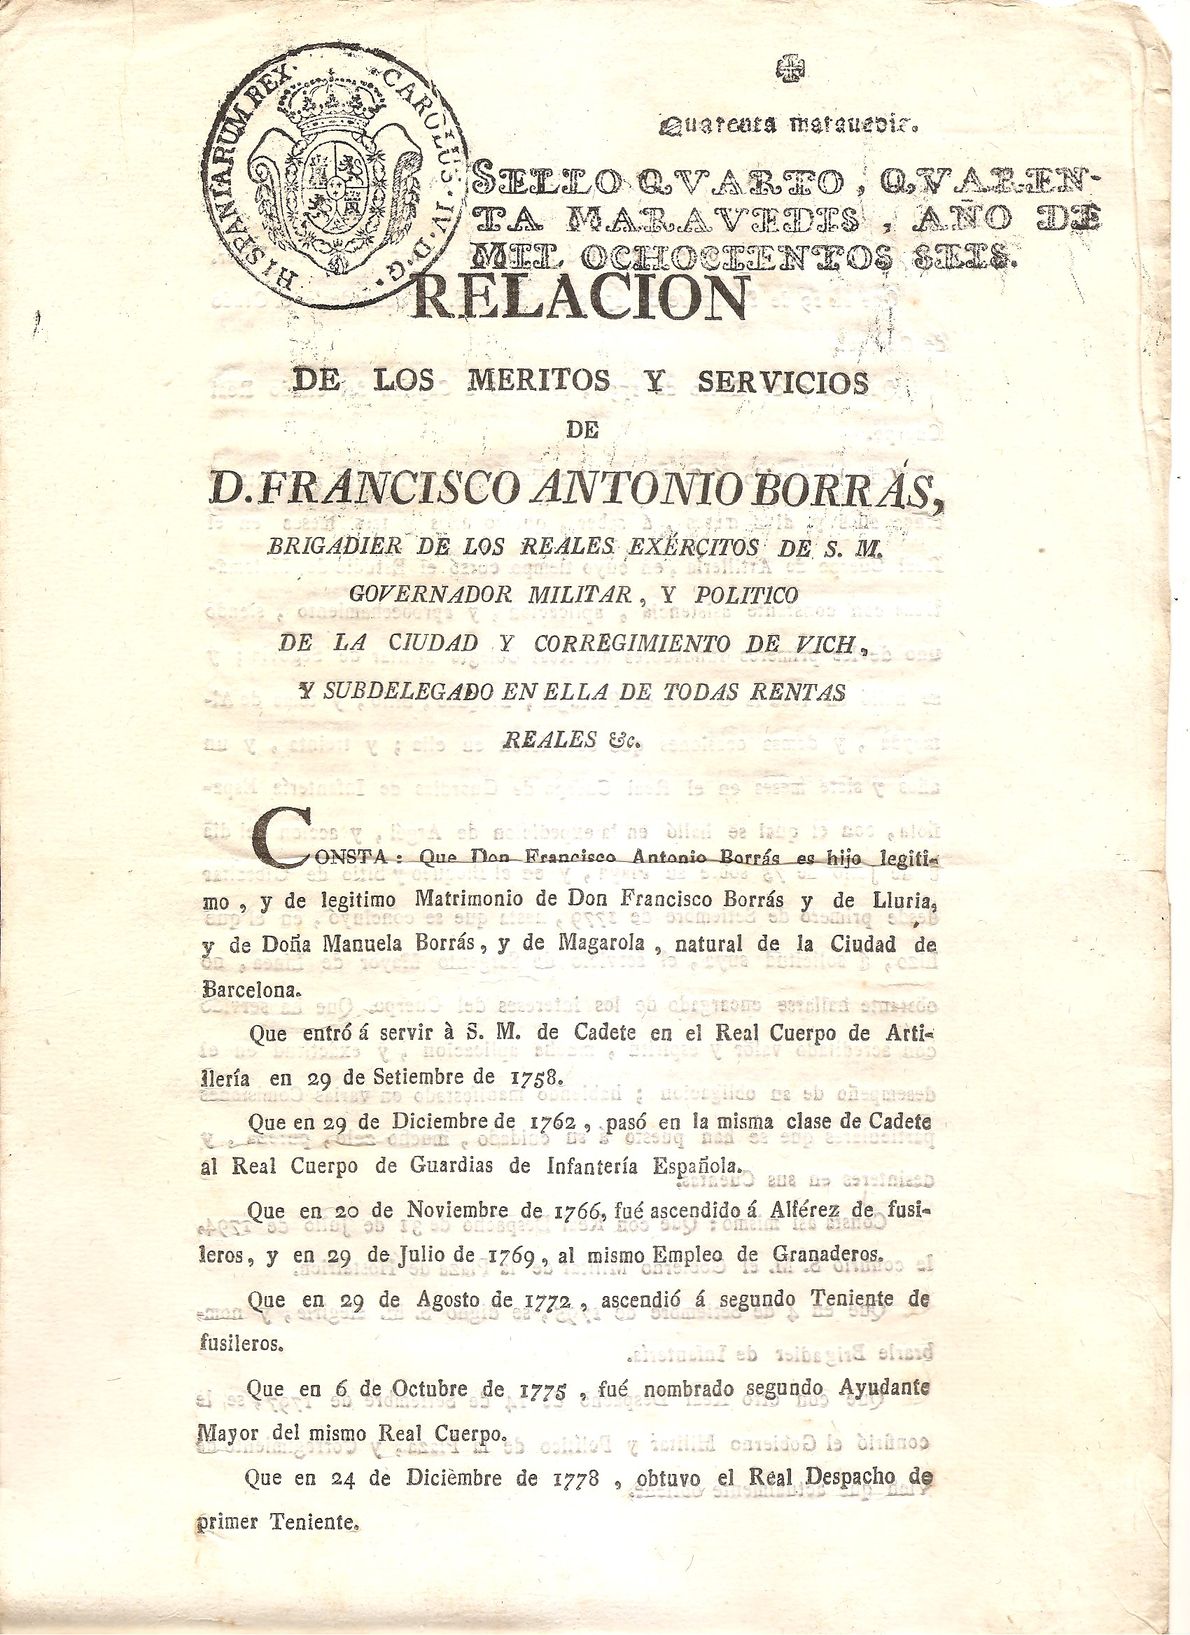 HISPANIARUM REX. CAROLUS. IV. D. G.
Quarenta marauedis.
SELLO QVARTO, QVAREN-
TA MARAVEDIS, AÑO DE
MIL OCHOCIENTOS SEIS.
RELACION
DE LOS MERITOS Y SERVICIOS
DE
D. FRANCISCO ANTONIO BORRÁS,
BRIGADIER DE LOS REALES EXÉRCITOS DE S. M.
GOVERNADOR MILITAR, Y POLITICO
DE LA CIUDAD Y CORREGIMIENTO DE VICH,
Y SUBDELEGADO EN ELLA DE TODAS RENTAS
REALES &c.
CONSTA: Que Don Francisco Antonio Borrás es hijo legiti-
mo, y de legitimo Matrimonio de Don Francisco Borrás y de Lluria,
y de Doña Manuela Borrás, y de Magarola, natural de la Ciudad de
Barcelona.
Que entró á servir à S. M. de Cadete en el Real Cuerpo de Arti-
llería en 29 de Setiembre de 1758.
Que en 29 de Diciembre de 1762, pasó en la misma clase de Cadete
al Real Cuerpo de Guardias de Infantería Española.
Que en 20 de Noviembre de 1766, fué ascendido á Alférez de fusi-
leros, y en 29 de Julio de 1769, al mismo Empleo de Granaderos.
Que en 29 de Agosto de 1772, ascendió á segundo Teniente de
fusileros.
Que en 6 de Octubre de 1775, fué nombrado segundo Ayudante
Mayor del mismo Real Cuerpo.
Que en 24 de Diciembre de 1778, obtuvo el Real Despacho de
primer Teniente.